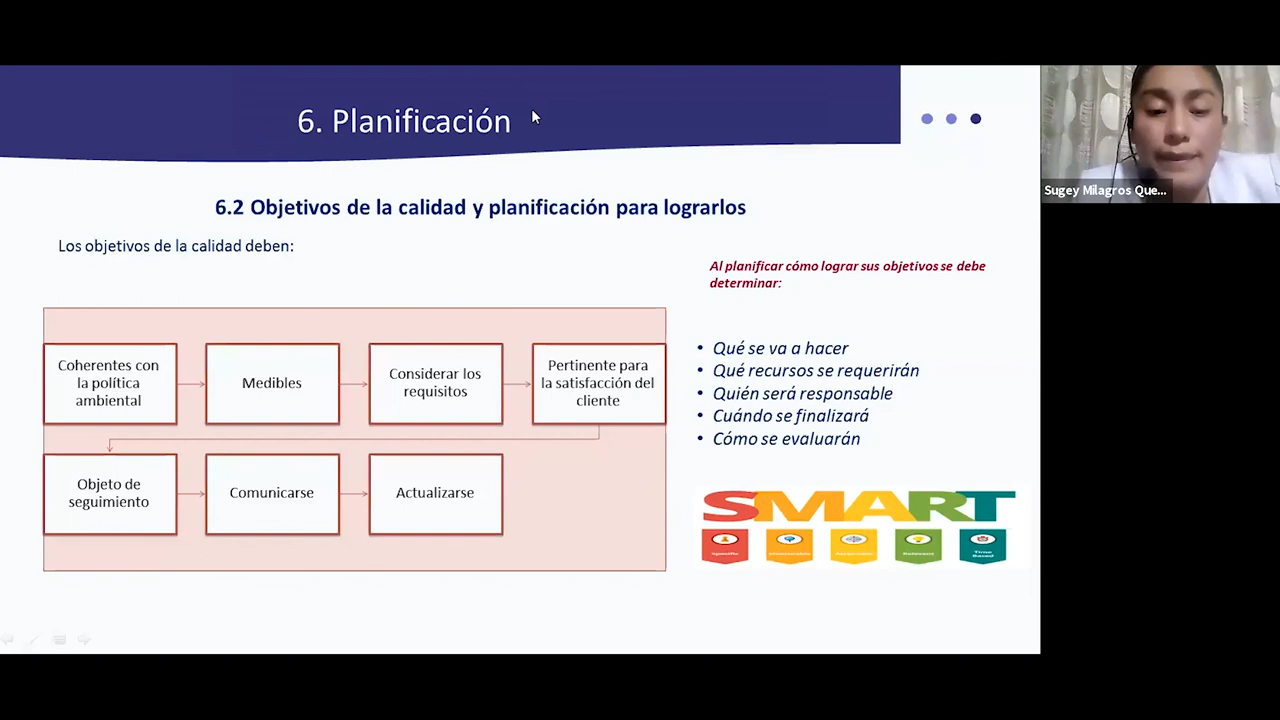 6. Planificación
Sugey Milagros Que...
6.2 Objetivos de la calidad y planificación para lograrlos
Los objetivos de la calidad deben:
Al planificar cómo lograr sus objetivos se debe
determinar:
Coherentes con
la política
ambiental
Medibles
Considerar los
requisitos
Pertinente para
la satisfacción del
cliente
Objeto de
seguimiento
Comunicarse
Actualizarse
• Qué se va a hacer
• Qué recursos se requerirán
• Quién será responsable
• Cuándo se finalizará
• Cómo se evaluarán
SMART
Time